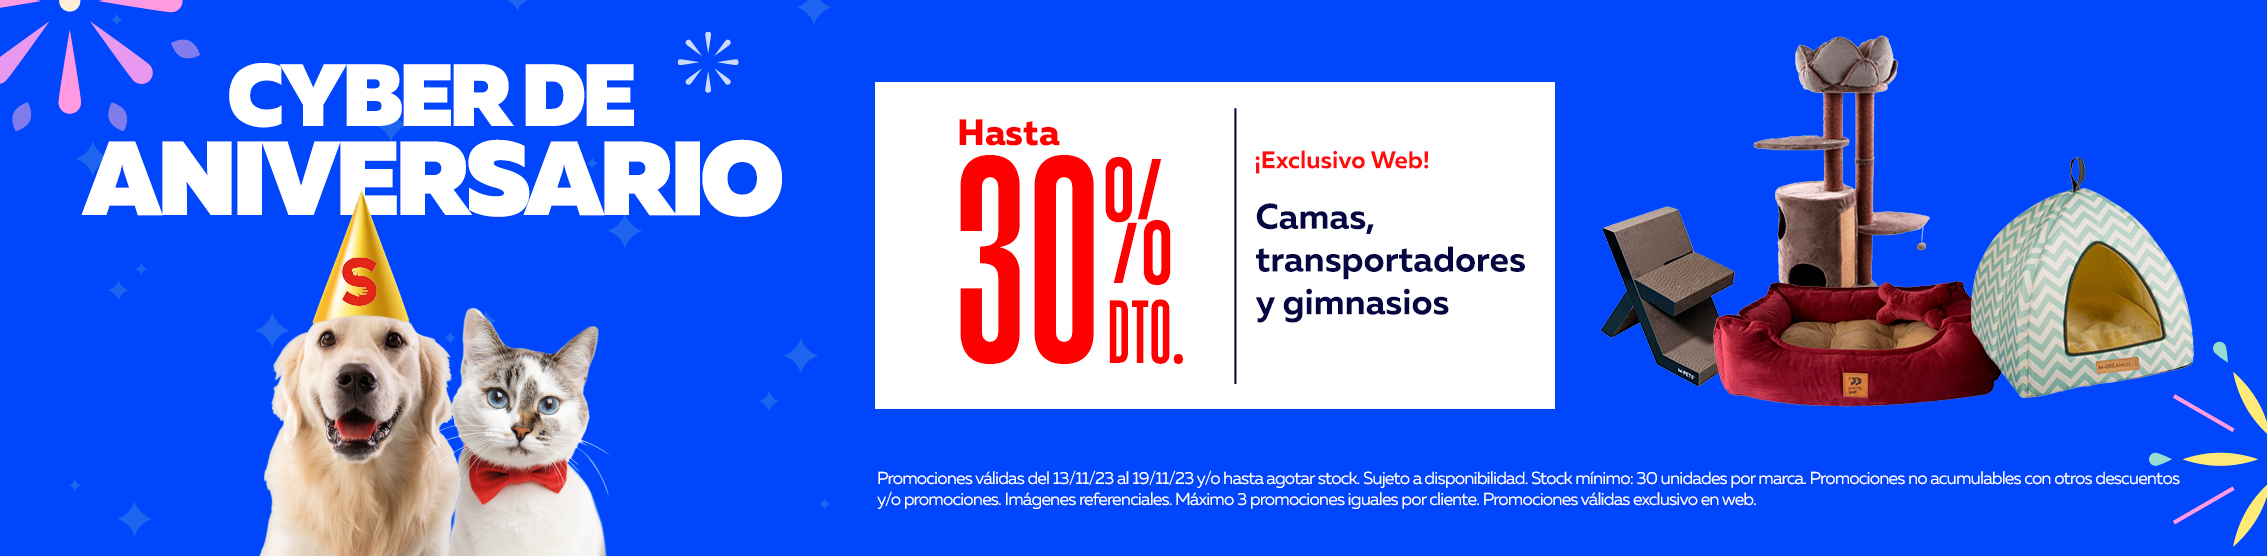 CYBER DE
ANIVERSARIO
S
Hasta
30%
DTO.
¡Exclusivo Web!
Camas,
transportadores
y gimnasios
M-PETS
Promociones válidas del 13/11/23 al 19/11/23 y/o hasta agotar stock. Sujeto a disponibilidad. Stock mínimo: 30 unidades por marca. Promociones no acumulables con otros descuentos
y/o promociones. Imágenes referenciales. Máximo 3 promociones iguales por cliente. Promociones válidas exclusivo en web.